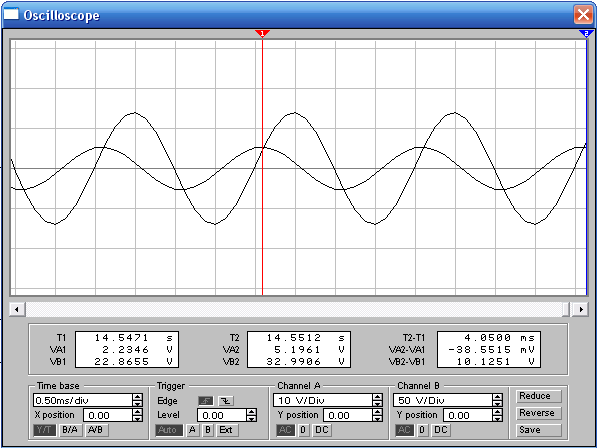 Oscilloscope
1
2
T1 14.5471 s T2 14.5512 s T2-T1 4.0500 ms
VA1 2.2346 V VA2 5.1961 V VA2-VA1 -38.5515 mV
VB1 22.8655 V VB2 32.9906 V VB2-VB1 10.1251 V
Time base Trigger Channel A Channel B
0.50ms/div Edge 10 V/Div 50 V/Div Reduce
X position 0.00 Level 0.00 Y position 0.00 Y position 0.00 Reverse
Y/T B/A A/B Auto A B Ext AC 0 DC AC 0 DC Save